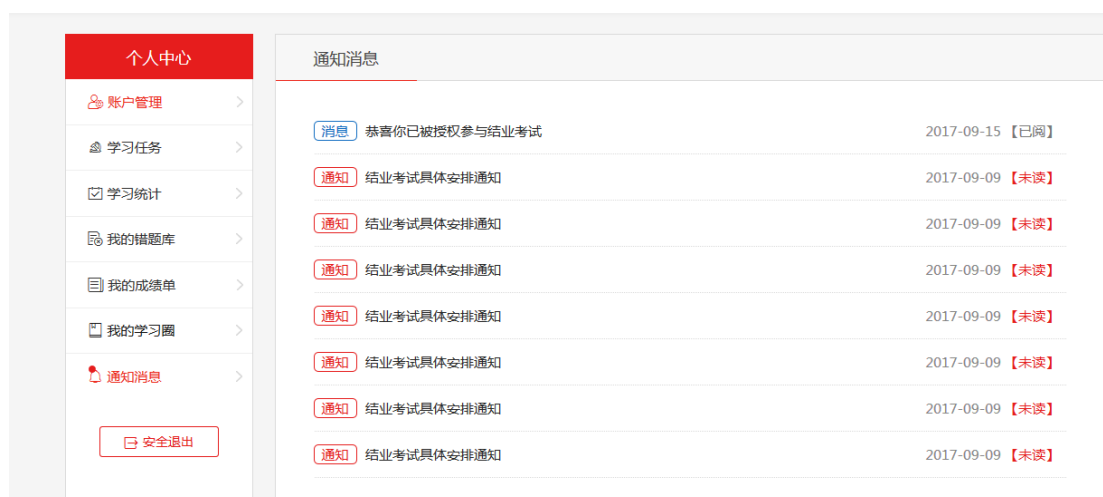 个人中心
账户管理
学习任务
学习统计
我的错题库
我的成绩单
我的学习圈
通知消息
安全退出
通知消息
消息 恭喜你已被授权参与结业考试 2017-09-15【已阅】
通知 结业考试具体安排通知 2017-09-09【未读】
通知 结业考试具体安排通知 2017-09-09【未读】
通知 结业考试具体安排通知 2017-09-09【未读】
通知 结业考试具体安排通知 2017-09-09【未读】
通知 结业考试具体安排通知 2017-09-09【未读】
通知 结业考试具体安排通知 2017-09-09【未读】
通知 结业考试具体安排通知 2017-09-09【未读】